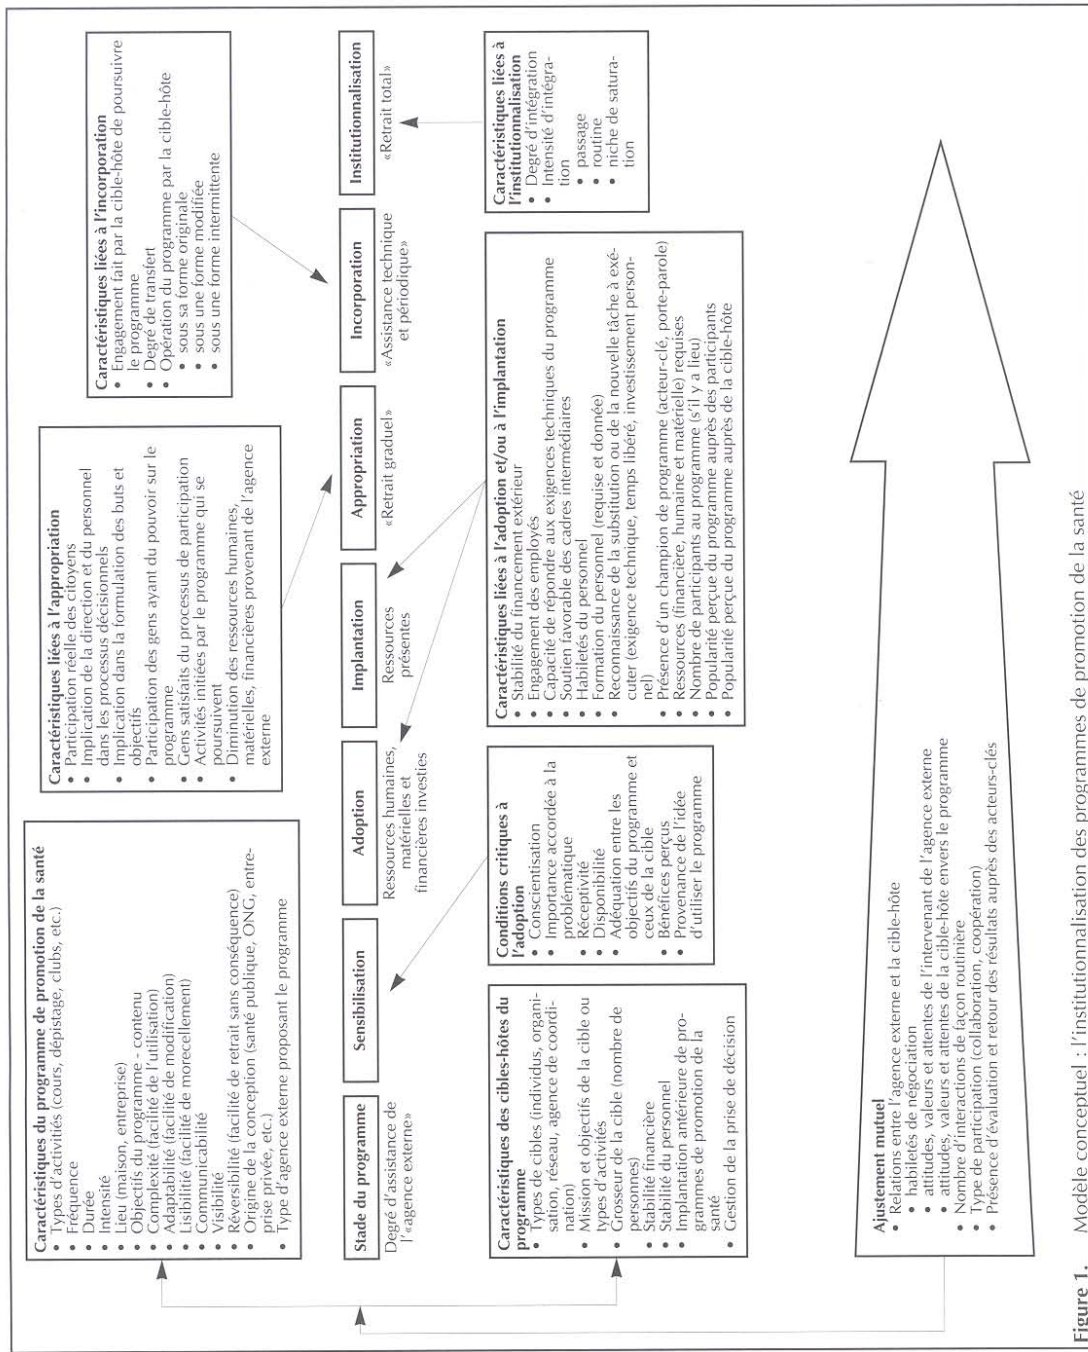 Caractéristiques du programme de promotion de la santé
• Types d'activités (cours, dépistage, clubs, etc.)
• Fréquence
• Durée
• Intensité
• Lieu (maison, entreprise)
• Objectifs du programme - contenu
• Complexité (facilité de l'utilisation)
• Adaptabilité (facilité de modification)
• Lisibilité (facilité de morecellement)
• Communicabilité
• Visibilité
• Réversibilité (facilité de retrait sans conséquence)
• Origine de la conception (santé publique, ONG, entre-
prise privée, etc.)
• Type d'agence externe proposant le programme
Caractéristiques liées à l'appropriation
• Participation réelle des citoyens
• Implication de la direction et du personnel
dans les processus décisionnels
• Implication dans la formulation des buts et
objectifs
• Participation des gens ayant du pouvoir sur le
programme
• Gens satisfaits du processus de participation
• Activités initiées par le programme qui se
poursuivent
• Diminution des ressources humaines,
matérielles, financières provenant de l'agence
externe
Caractéristiques liées à l'incorporation
• Engagement fait par la cible-hôte de poursuivre
le programme
• Degré de transfert
• Opération du programme par la cible-hôte
• sous sa forme originale
• sous une forme modifiée
• sous une forme intermittente
Stade du programme
Sensibilisation
Adoption
Implantation
Appropriation
Incorporation
Institutionnalisation
Degré d'assistance de
l'«agence externe»
Ressources humaines,
matérielles et
financières investies
Ressources
présentes
«Retrait graduel»
«Assistance technique
et périodique»
«Retrait total»
Caractéristiques des cibles-hôtes du
programme
• Types de cibles (individus, organi-
sation, réseau, agence de coordi-
nation)
• Mission et objectifs de la cible ou
types d'activités
• Grosseur de la cible (nombre de
personnes)
• Stabilité financière
• Stabilité du personnel
• Implantation antérieure de pro-
grammes de promotion de la
santé
• Gestion de la prise de décision
Conditions critiques à
l'adoption
• Conscientisation
• Importance accordée à la
problématique
• Réceptivité
• Disponibilité
• Adéquation entre les
objectifs du programme et
ceux de la cible
• Bénéfices perçus
• Provenance de l'idée
d'utiliser le programme
Caractéristiques liées à l'adoption et/ou à l'implantation
• Stabilité du financement extérieur
• Engagement des employés
• Capacité de répondre aux exigences techniques du programme
• Soutien favorable des cadres intermédiaires
• Habiletés du personnel
• Formation du personnel (requise et donnée)
• Reconnaissance de la substitution ou de la nouvelle tâche à exé-
cuter (exigence technique, temps libéré, investissement person-
nel)
• Présence d'un champion de programme (acteur-clé, porte-parole)
• Ressources (financière, humaine et matérielle) requises
• Nombre de participants au programme (s'il y a lieu)
• Popularité perçue du programme auprès des participants
• Popularité perçue du programme auprès de la cible-hôte
Caractéristiques liées à
l'institutionnalisation
• Degré d'intégration
• Intensité d'intégra-
tion
• passage
• routine
• niche de satura-
tion
Ajustement mutuel
• Relations entre l'agence externe et la cible-hôte
• habiletés de négociation
• attitudes, valeurs et attentes de l'intervenant de l'agence externe
• attitudes, valeurs et attentes de la cible-hôte envers le programme
• Nombre d'interactions de façon routinière
• Type de participation (collaboration, coopération)
• Présence d'évaluation et retour des résultats auprès des acteurs-clés
Figure 1. Modèle conceptuel : l'institutionnalisation des programmes de promotion de la santé